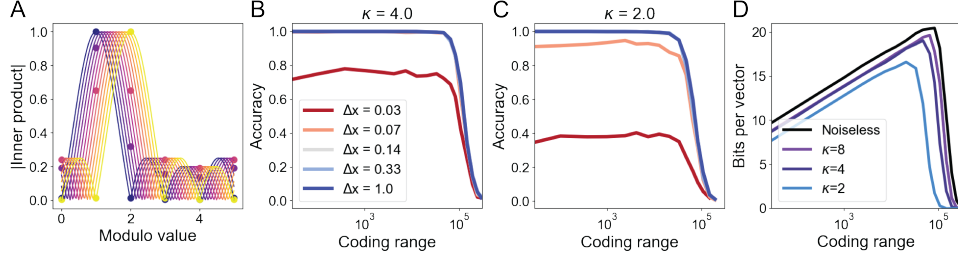 A
|Inner product|
1.0
0.8
0.6
0.4
0.2
0.0
0
2
4
Modulo value
B
κ = 4.0
Accuracy
1.0
0.8
0.6
0.4
0.2
0.0
Δx = 0.03
Δx = 0.07
Δx = 0.14
Δx = 0.33
Δx = 1.0
10³
10⁵
Coding range
C
κ = 2.0
Accuracy
1.0
0.8
0.6
0.4
0.2
0.0
10³
10⁵
Coding range
D
Bits per vector
20
15
10
5
0
Noiseless
κ=8
κ=4
κ=2
10³
10⁵
Coding range